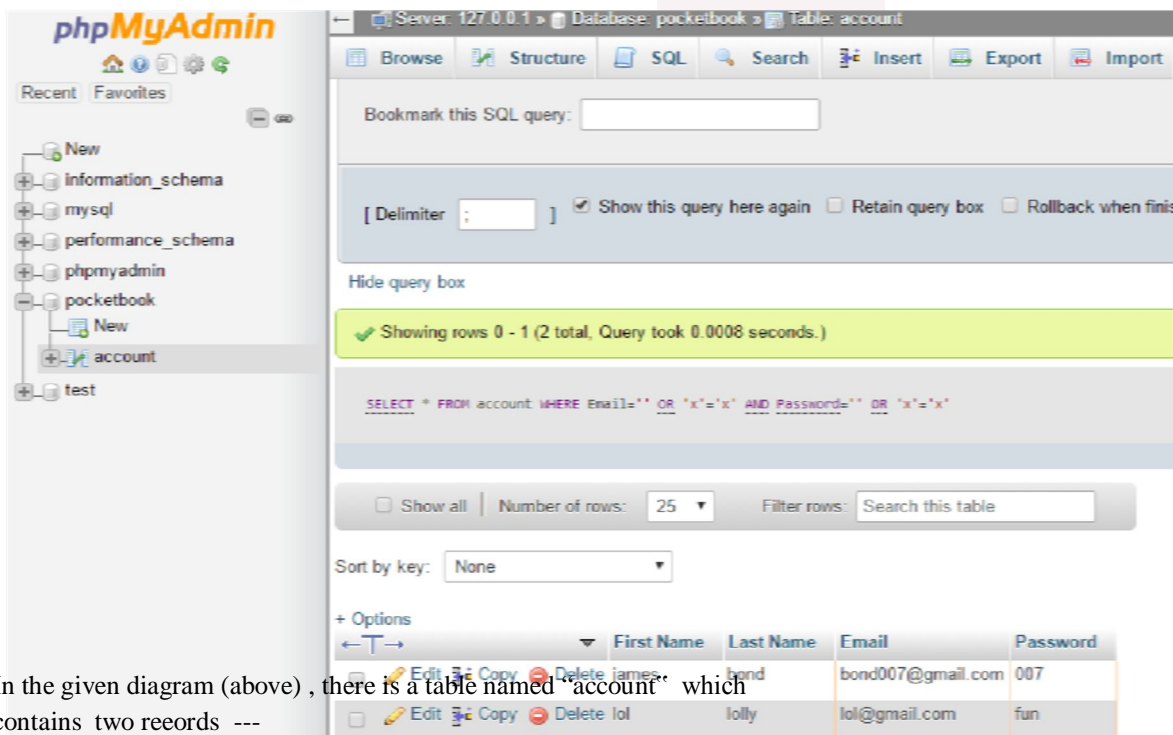 phpMyAdmin
Recent Favorites
New
information_schema
mysql
performance_schema
phpmyadmin
pocketbook
New
account
test
Server: 127.0.0.1 » Database: pocketbook » Table: account
Browse Structure SQL Search Insert Export Import
Bookmark this SQL query:
[ Delimiter ; ] Show this query here again Retain query box Rollback when finis
Hide query box
Showing rows 0 - 1 (2 total, Query took 0.0008 seconds.)
SELECT * FROM account WHERE Email='' OR 'x'='x' AND Password='' OR 'x'='x'
Show all Number of rows: 25 Filter rows: Search this table
Sort by key: None
+ Options
←T→ First Name Last Name Email Password
Edit Copy Delete james bond bond007@gmail.com 007
Edit Copy Delete lol lolly lol@gmail.com fun
n the given diagram (above) , there is a table named “account“ which
contains two reeords ---